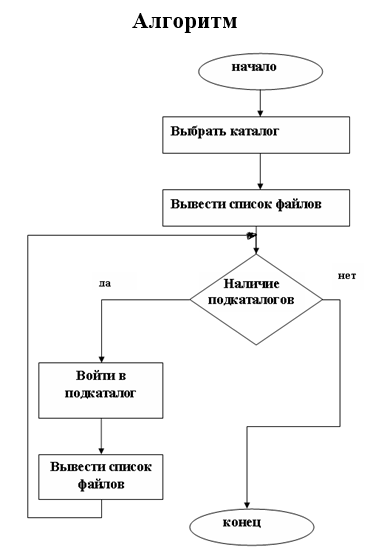 Алгоритм
начало
Выбрать каталог
Вывести список файлов
Наличие
подкаталогов
да
нет
Войти в
подкаталог
Вывести список
файлов
конец